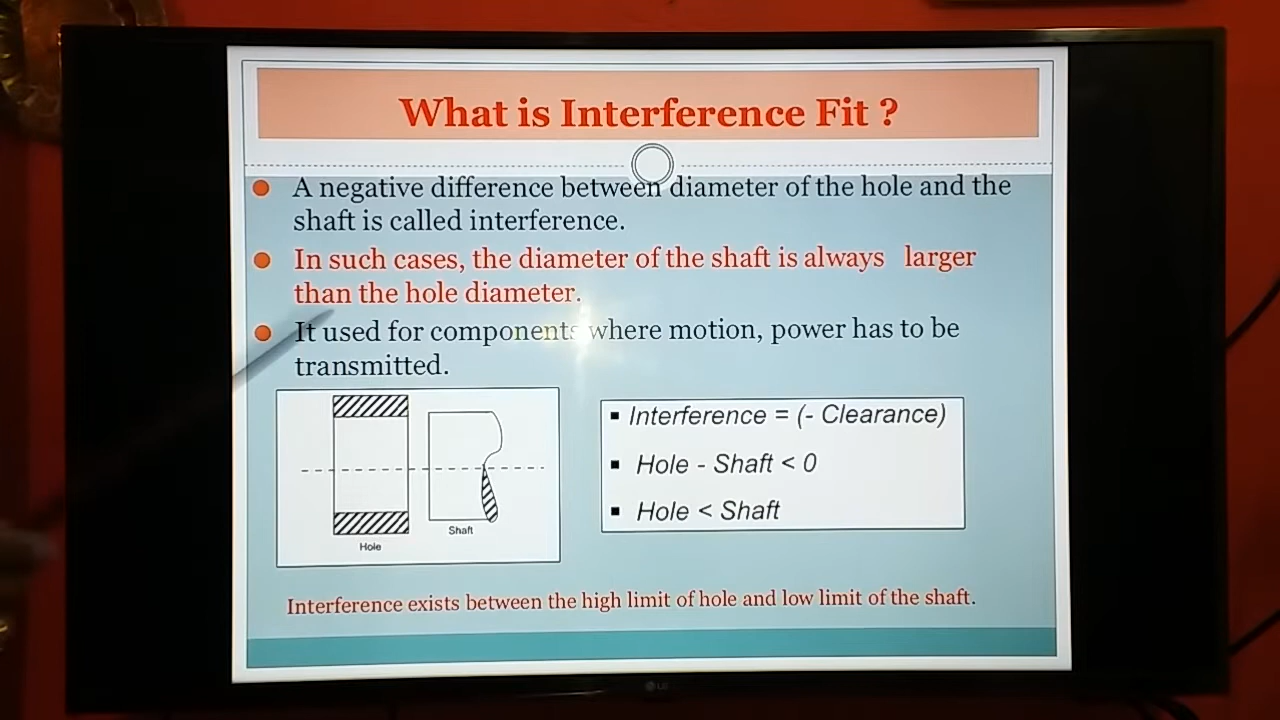 What is Interference Fit ?
A negative difference between diameter of the hole and the
shaft is called interference.
In such cases, the diameter of the shaft is always larger
than the hole diameter.
It used for components where motion, power has to be
transmitted.
Hole
Shaft
Interference = (- Clearance)
Hole - Shaft < 0
Hole < Shaft
Interference exists between the high limit of hole and low limit of the shaft.
LG